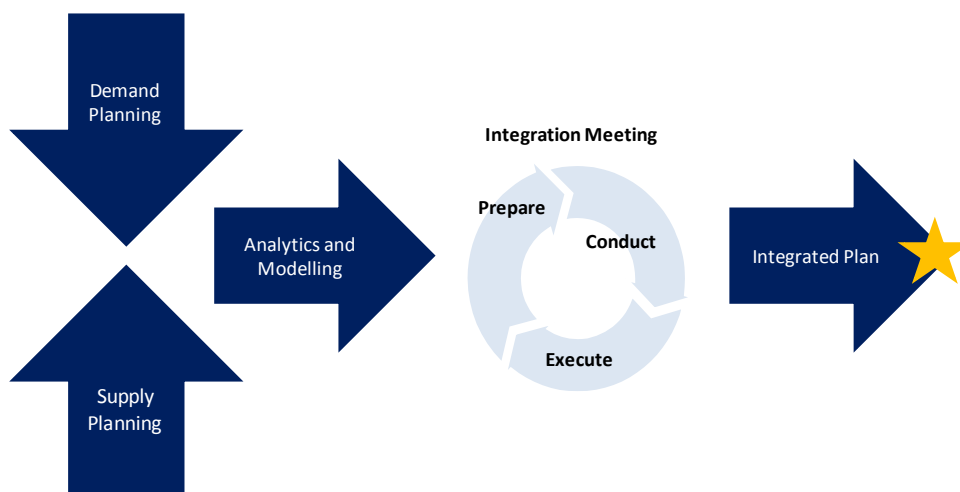 Demand
Planning
Supply
Planning
Analytics and
Modelling
Integration Meeting
Prepare
Conduct
Execute
Integrated Plan